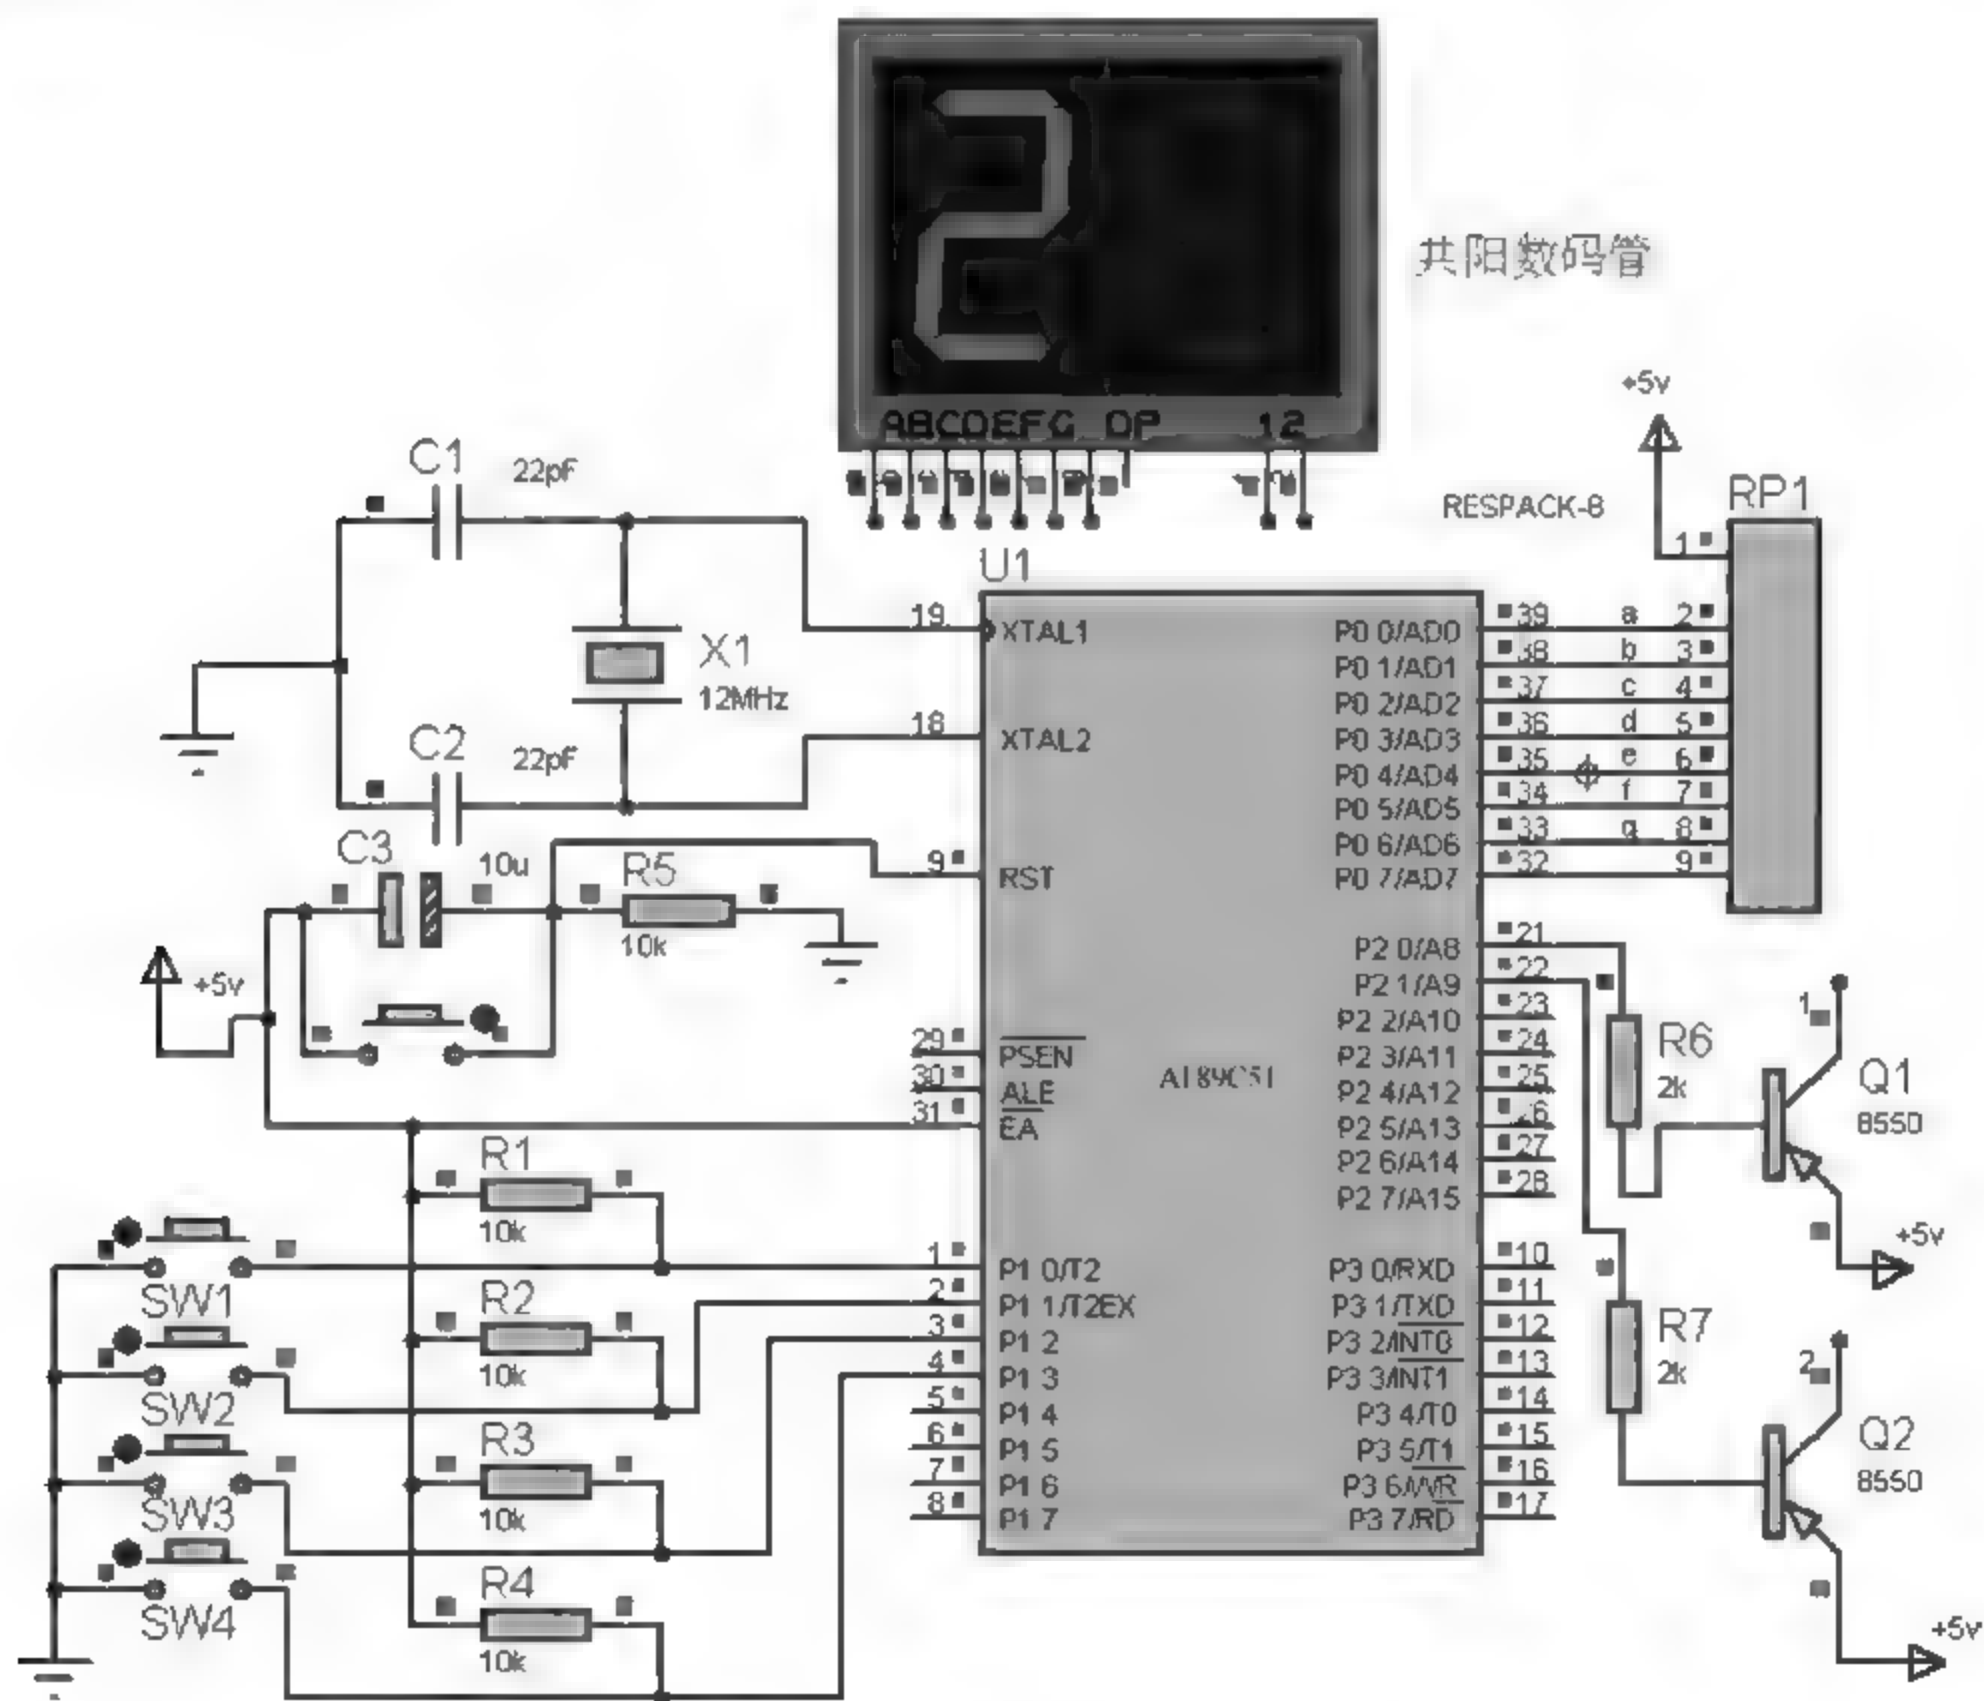 共阳数码管
ABCDEFG DP 12
+5v
C1 22pF
RESPACK-8
RP1
1
U1
19 XTAL1
X1
12MHz
18 XTAL2
C2 22pF
P0 0/AD0 39 a 2
P0 1/AD1 38 b 3
P0 2/AD2 37 c 4
P0 3/AD3 36 d 5
P0 4/AD4 35 e 6
P0 5/AD5 34 f 7
P0 6/AD6 33 g 8
P0 7/AD7 32 9
C3 10u
R5
10k
9 RST
+5v
29 PSEN
30 ALE
31 EA
AT89C51
P2 0/A8 21
P2 1/A9 22
P2 2/A10 23
P2 3/A11 24
P2 4/A12 25
P2 5/A13 26
P2 6/A14 27
P2 7/A15 28
R6
2k
1
Q1
8550
+5v
R1
10k
SW1
R2
10k
SW2
R3
10k
SW3
R4
10k
SW4
1 P1 0/T2
2 P1 1/T2EX
3 P1 2
4 P1 3
5 P1 4
6 P1 5
7 P1 6
8 P1 7
P3 0/RXD 10
P3 1/TXD 11
P3 2/INT0 12
P3 3/INT1 13
P3 4/T0 14
P3 5/T1 15
P3 6/WR 16
P3 7/RD 17
R7
2k
2
Q2
8550
+5v